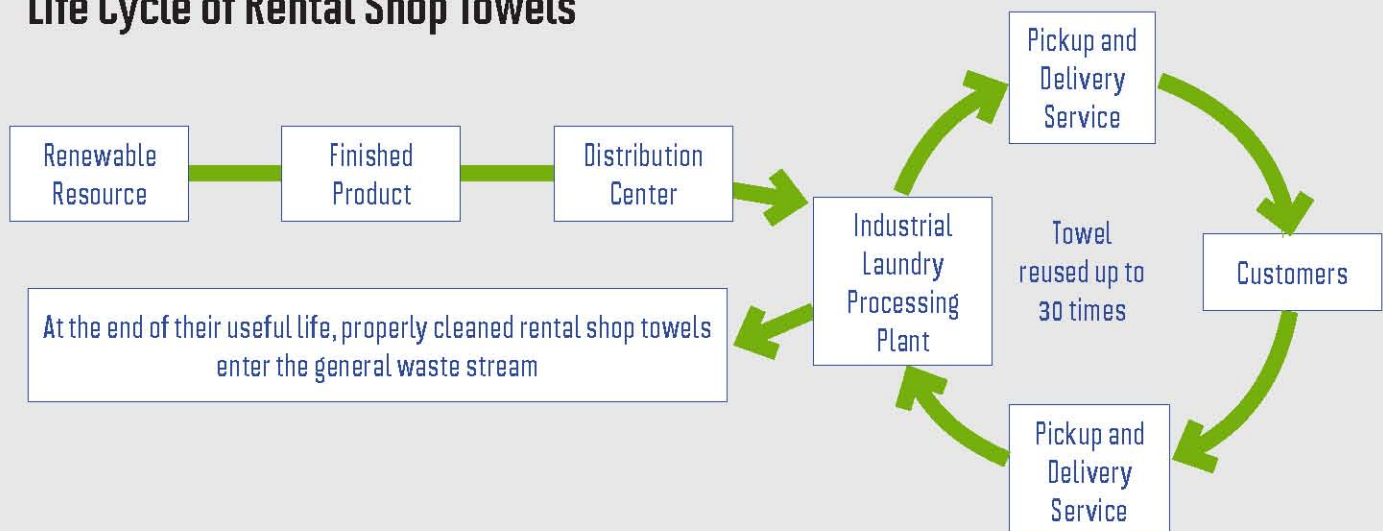 Life Cycle of Rental Shop Towels
Renewable
Resource
Finished
Product
Distribution
Center
Industrial
Laundry
Processing
Plant
Pickup and
Delivery
Service
Customers
Pickup and
Delivery
Service
Towel
reused up to
30 times
At the end of their useful life, properly cleaned rental shop towels
enter the general waste stream